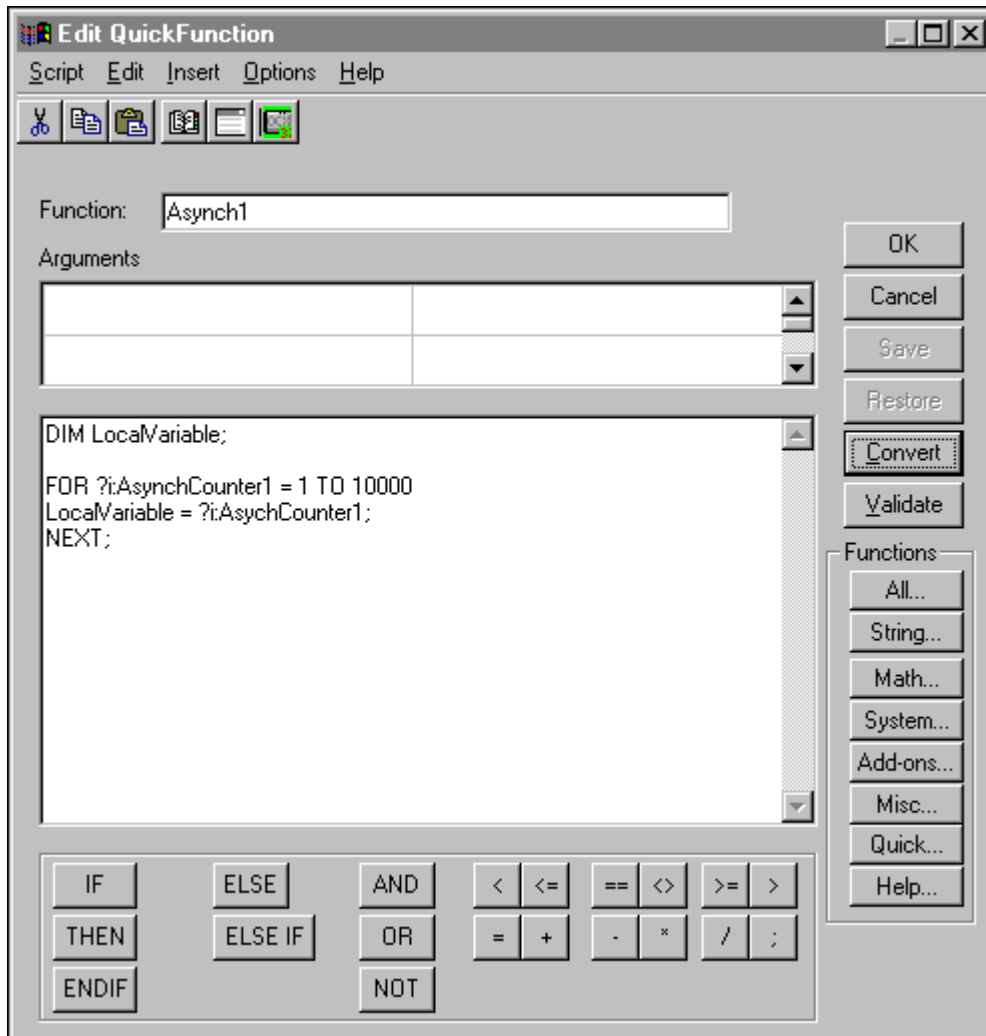 Edit QuickFunction
Script Edit Insert Options Help
Function: Asynch1
Arguments
OK
Cancel
Save
Restore
Convert
Validate
DIM LocalVariable;
FOR ?i:AsynchCounter1 = 1 TO 10000
LocalVariable = ?i:AsychCounter1;
NEXT;
Functions
All...
String...
Math...
System...
Add-ons...
Misc...
Quick...
Help...
IF ELSE AND < <= == <> >= >
THEN ELSE IF OR = + - * / ;
ENDIF NOT